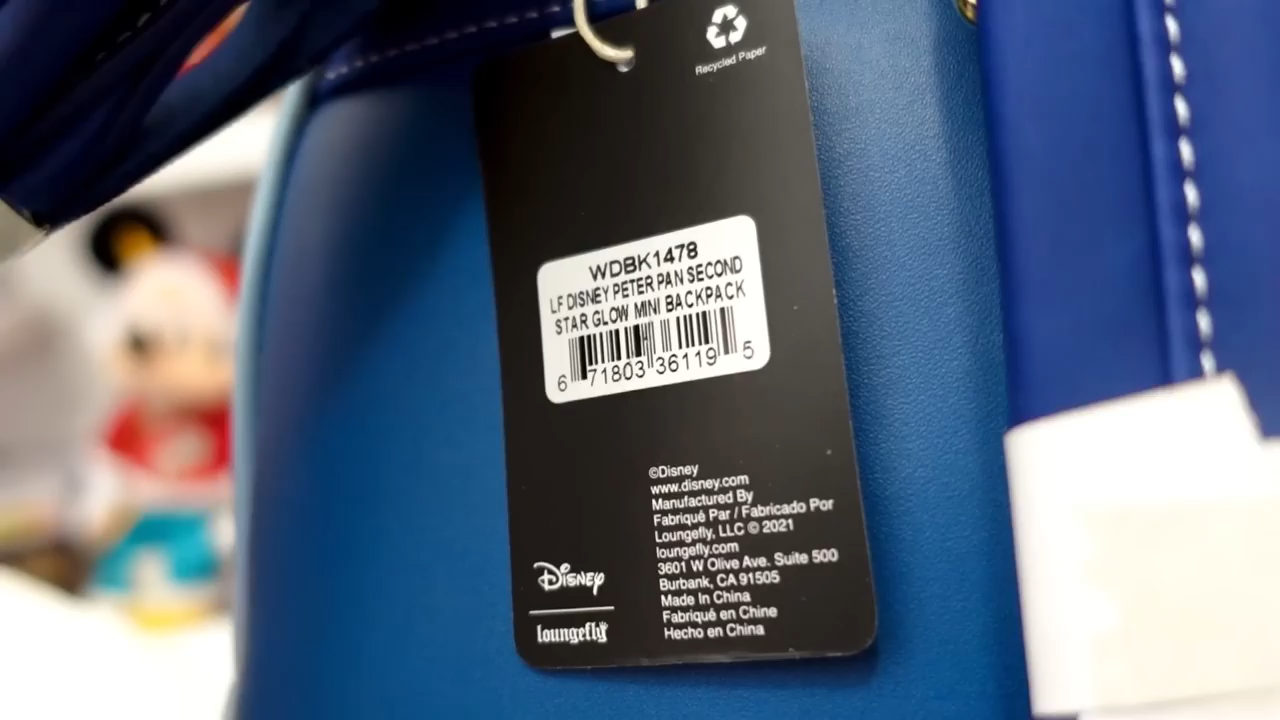 Recycled Paper
WDBK1478
LF DISNEY PETER PAN SECOND
STAR GLOW MINI BACKPACK
6 71803 36119 5
©Disney
www.disney.com
Manufactured By
Fabriqué Par / Fabricado Por
Loungefly, LLC © 2021
loungefly.com
3601 W Olive Ave. Suite 500
Burbank, CA 91505
Made In China
Fabriqué en Chine
Hecho en China
Disney
loungefly